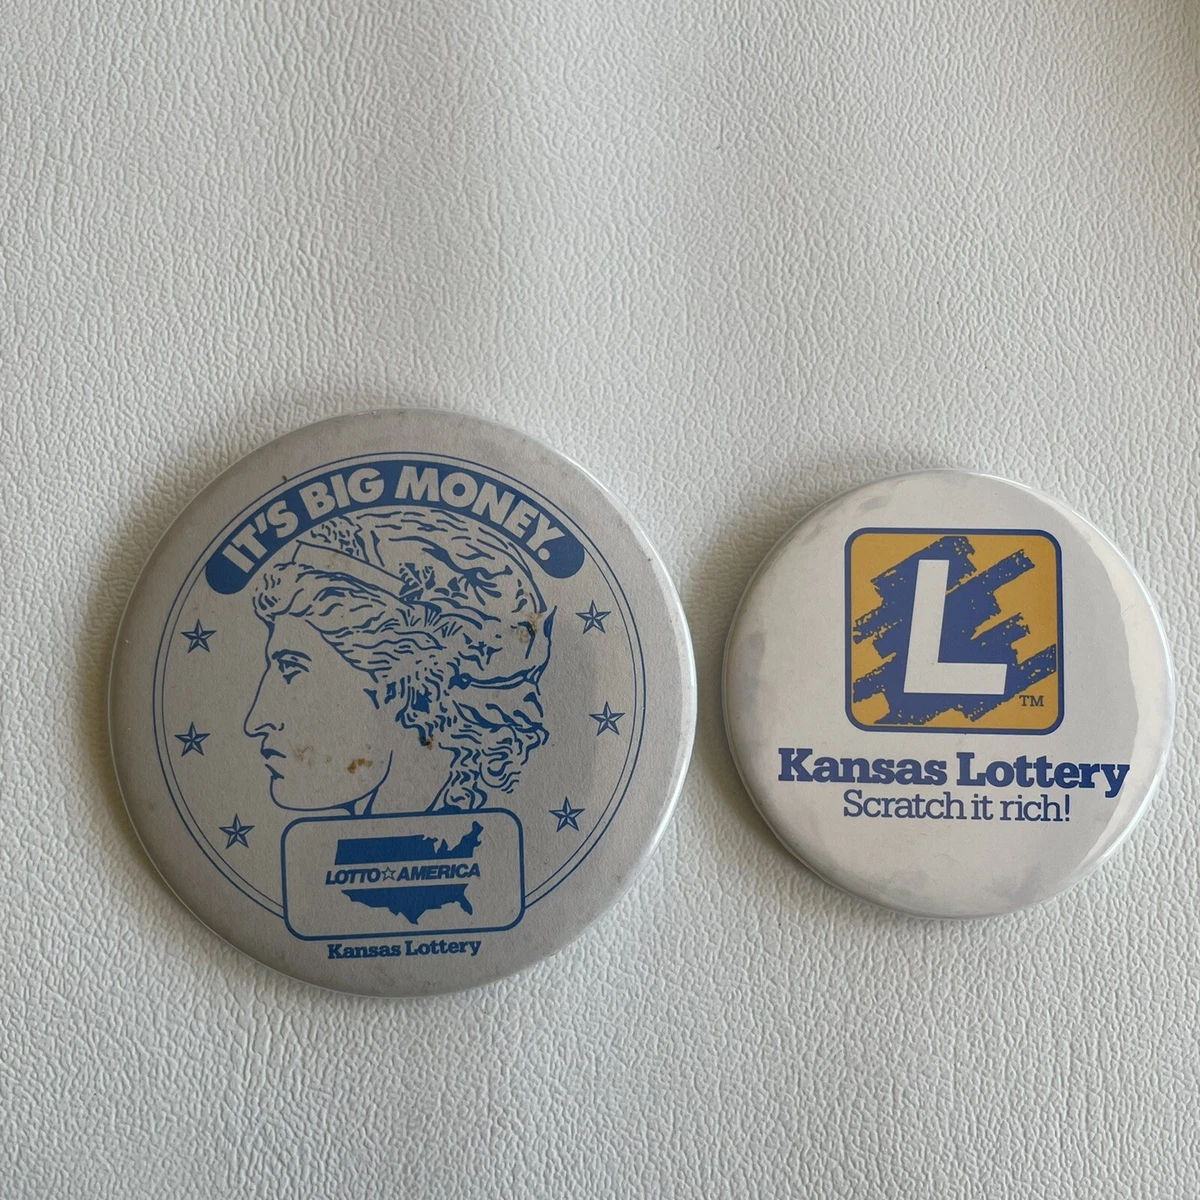 IT'S BIG MONEY.
LOTTO☆AMERICA
Kansas Lottery
L
TM
Kansas Lottery
Scratch it rich!